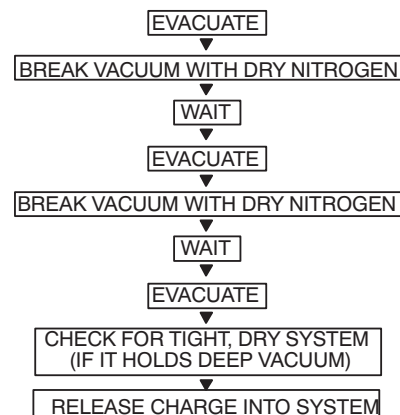 EVACUATE
BREAK VACUUM WITH DRY NITROGEN
WAIT
EVACUATE
BREAK VACUUM WITH DRY NITROGEN
WAIT
EVACUATE
CHECK FOR TIGHT, DRY SYSTEM
(IF IT HOLDS DEEP VACUUM)
RELEASE CHARGE INTO SYSTEM